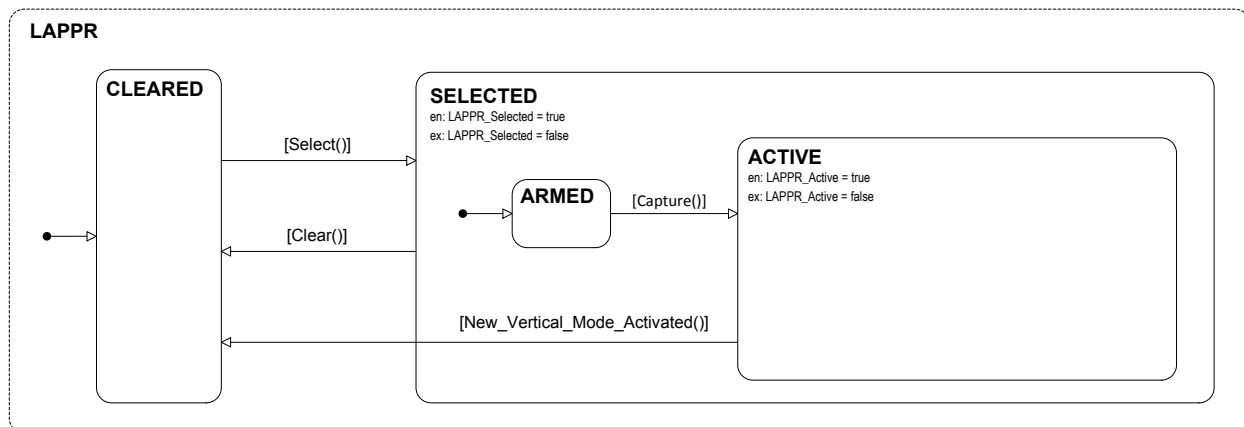 LAPPR
CLEARED
SELECTED
en: LAPPR_Selected = true
ex: LAPPR_Selected = false
[Select()]
ACTIVE
en: LAPPR_Active = true
ex: LAPPR_Active = false
ARMED
[Capture()]
[Clear()]
[New_Vertical_Mode_Activated()]